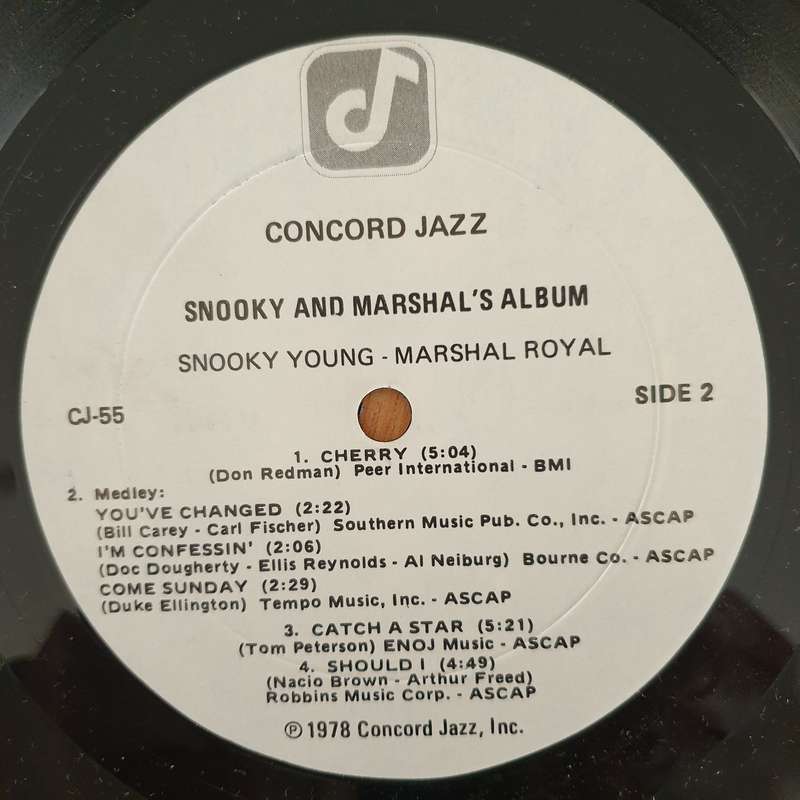 CONCORD JAZZ
SNOOKY AND MARSHAL'S ALBUM
SNOOKY YOUNG - MARSHAL ROYAL
CJ-55
SIDE 2
1. CHERRY (5:04)
(Don Redman) Peer International - BMI
2. Medley:
YOU'VE CHANGED (2:22)
(Bill Carey - Carl Fischer) Southern Music Pub. Co., Inc. - ASCAP
I'M CONFESSIN' (2:06)
(Doc Dougherty - Ellis Reynolds - Al Neiburg) Bourne Co. - ASCAP
COME SUNDAY (2:29)
(Duke Ellington) Tempo Music, Inc. - ASCAP
3. CATCH A STAR (5:21)
(Tom Peterson) ENOJ Music - ASCAP
4. SHOULD I (4:49)
(Nacio Brown - Arthur Freed)
Robbins Music Corp. - ASCAP
℗ 1978 Concord Jazz, Inc.